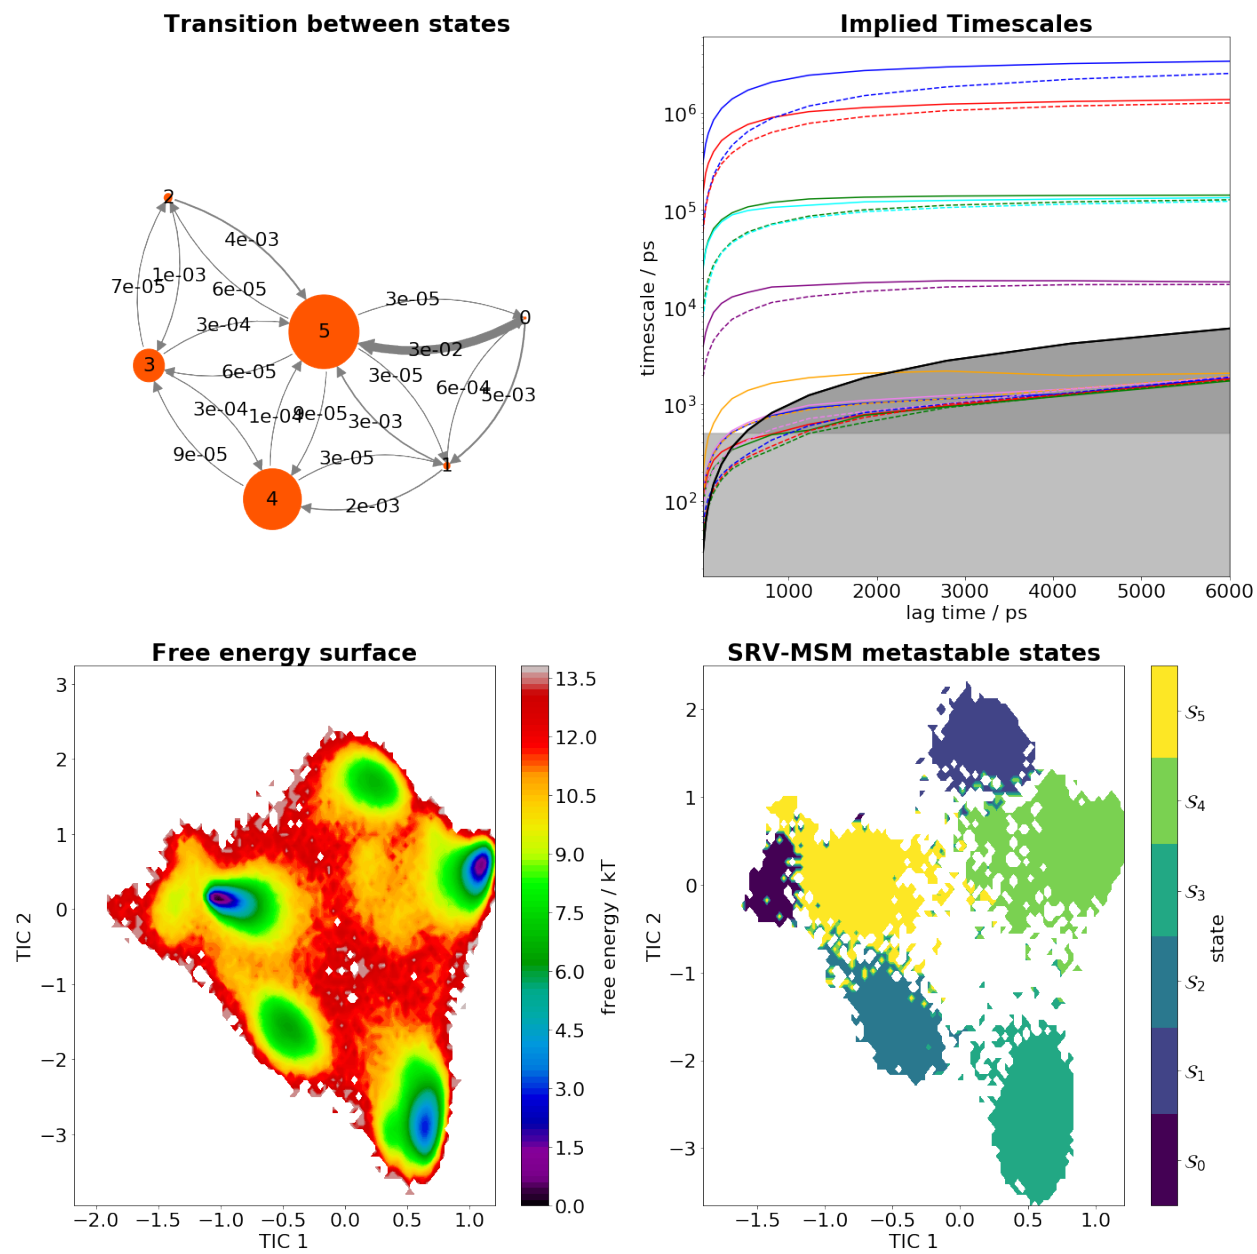 Transition between states
2
4e-03
1e-03
7e-05
6e-05
3e-05
0
3e-04
5
3
6e-05
3e-02
3e-05
6e-04
5e-03
3e-04
1e-04
9e-05
3e-03
9e-05
3e-05
1
4
2e-03
Implied Timescales
10^6
10^5
10^4
10^3
10^2
timescale / ps
1000 2000 3000 4000 5000 6000
lag time / ps
Free energy surface
3
2
1
0
−1
−2
−3
TIC 2
−2.0 −1.5 −1.0 −0.5 0.0 0.5 1.0
TIC 1
13.5
12.0
10.5
9.0
7.5
6.0
4.5
3.0
1.5
0.0
free energy / kT
SRV-MSM metastable states
2
1
0
−1
−2
−3
TIC 2
−1.5 −1.0 −0.5 0.0 0.5 1.0
TIC 1
S5
S4
S3
S2
S1
S0
state